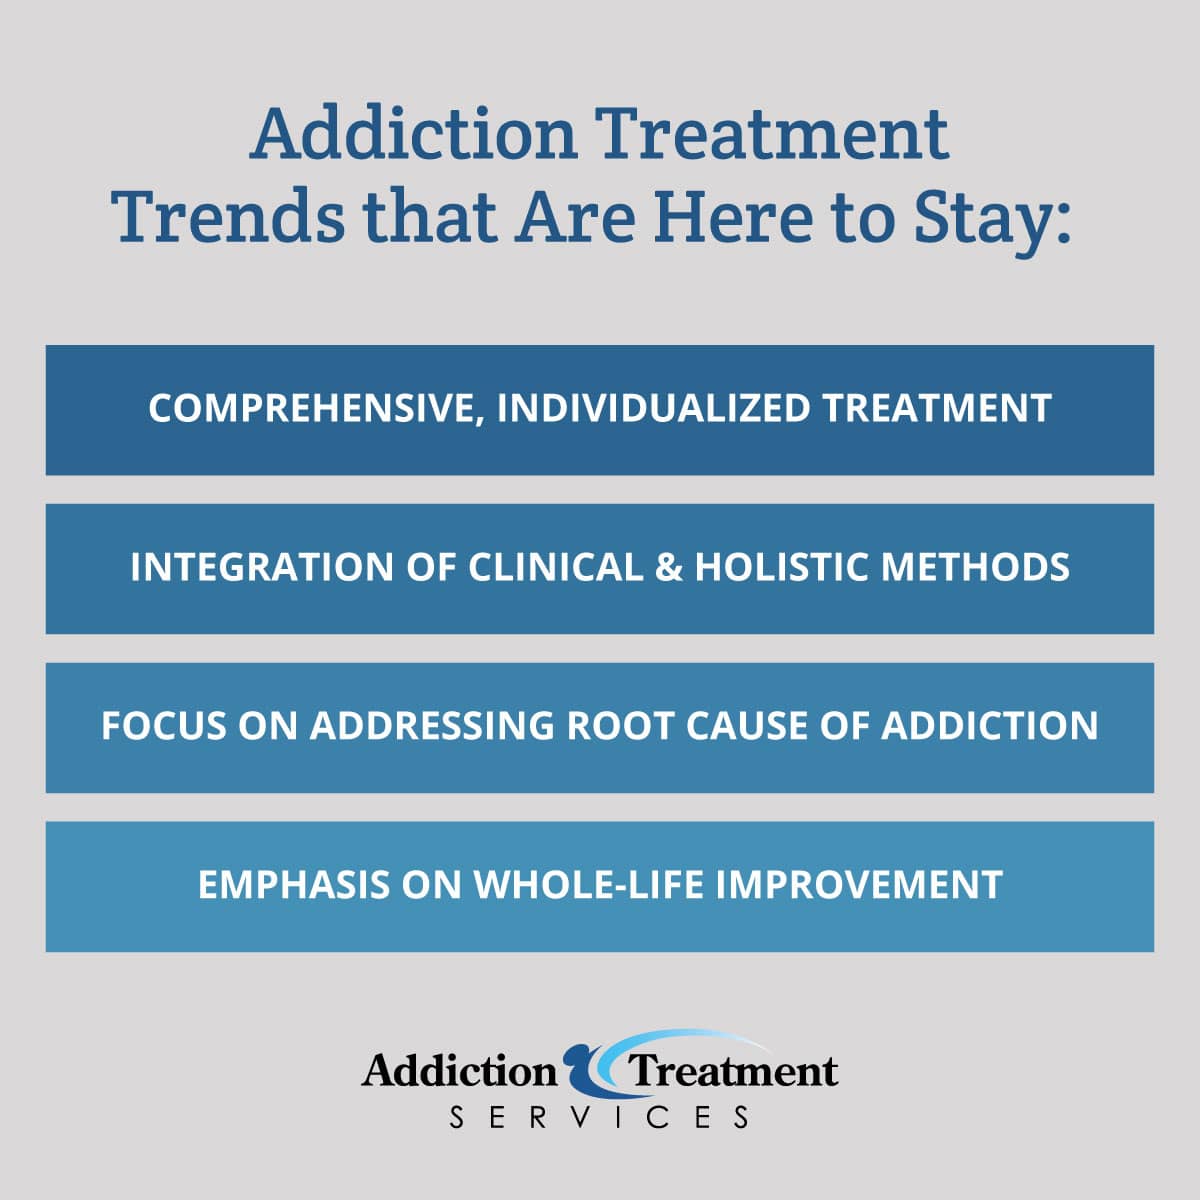 Addiction Treatment
Trends that Are Here to Stay:
COMPREHENSIVE, INDIVIDUALIZED TREATMENT
INTEGRATION OF CLINICAL & HOLISTIC METHODS
FOCUS ON ADDRESSING ROOT CAUSE OF ADDICTION
EMPHASIS ON WHOLE-LIFE IMPROVEMENT
Addiction Treatment
SERVICES